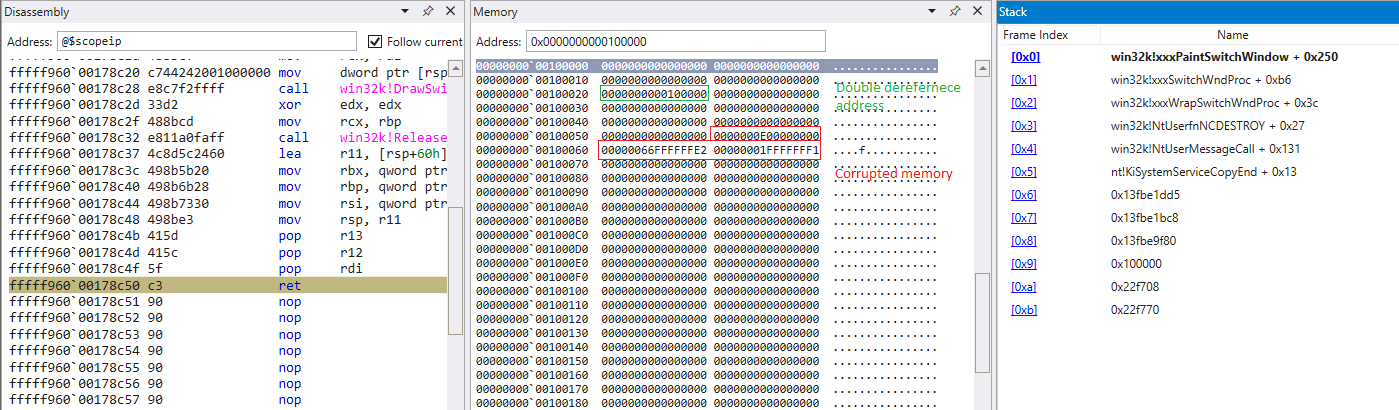 Disassembly
Address: @$scopeip
Follow current
fffff960`00178c20 c744242001000000 mov dword ptr [rsp
fffff960`00178c28 e8c7f2ffff call win32k!DrawSwi
fffff960`00178c2d 33d2 xor edx, edx
fffff960`00178c2f 488bcd mov rcx, rbp
fffff960`00178c32 e811a0faff call win32k!Release
fffff960`00178c37 4c8d5c2460 lea r11, [rsp+60h]
fffff960`00178c3c 498b5b20 mov rbx, qword ptr
fffff960`00178c40 498b6b28 mov rbp, qword ptr
fffff960`00178c44 498b7330 mov rsi, qword ptr
fffff960`00178c48 498be3 mov rsp, r11
fffff960`00178c4b 415d pop r13
fffff960`00178c4d 415c pop r12
fffff960`00178c4f 5f pop rdi
fffff960`00178c50 c3 ret
fffff960`00178c51 90 nop
fffff960`00178c52 90 nop
fffff960`00178c53 90 nop
fffff960`00178c54 90 nop
fffff960`00178c55 90 nop
fffff960`00178c56 90 nop
fffff960`00178c57 90 nop
Memory
Address: 0x0000000000100000
00000000`00100000 0000000000000000 0000000000000000 ................
00000000`00100010 0000000000000000 0000000000000000 ................
00000000`00100020 0000000000100000 0000000000000000
Double derefernece
address
00000000`00100030 0000000000000000 0000000000000000 ................
00000000`00100040 0000000000000000 0000000000000000 ................
00000000`00100050 0000000000000000 0000000E00000000 ................
00000000`00100060 00000066FFFFFFE2 00000001FFFFFFF1 ....f...........
00000000`00100070 0000000000000000 0000000000000000 ................
Corrupted memory
00000000`00100080 0000000000000000 0000000000000000 ................
00000000`00100090 0000000000000000 0000000000000000 ................
00000000`001000A0 0000000000000000 0000000000000000 ................
00000000`001000B0 0000000000000000 0000000000000000 ................
00000000`001000C0 0000000000000000 0000000000000000 ................
00000000`001000D0 0000000000000000 0000000000000000 ................
00000000`001000E0 0000000000000000 0000000000000000 ................
00000000`001000F0 0000000000000000 0000000000000000 ................
00000000`00100100 0000000000000000 0000000000000000 ................
00000000`00100110 0000000000000000 0000000000000000 ................
00000000`00100120 0000000000000000 0000000000000000 ................
00000000`00100130 0000000000000000 0000000000000000 ................
00000000`00100140 0000000000000000 0000000000000000 ................
00000000`00100150 0000000000000000 0000000000000000 ................
00000000`00100160 0000000000000000 0000000000000000 ................
00000000`00100170 0000000000000000 0000000000000000 ................
00000000`00100180 0000000000000000 0000000000000000 ................
Stack
Frame Index Name
[0x0] win32k!xxxPaintSwitchWindow + 0x250
[0x1] win32k!xxxSwitchWndProc + 0xb6
[0x2] win32k!xxxWrapSwitchWndProc + 0x3c
[0x3] win32k!NtUserfnNCDESTROY + 0x27
[0x4] win32k!NtUserMessageCall + 0x131
[0x5] nt!KiSystemServiceCopyEnd + 0x13
[0x6] 0x13fbe1dd5
[0x7] 0x13fbe1bc8
[0x8] 0x13fbe9f80
[0x9] 0x100000
[0xa] 0x22f708
[0xb] 0x22f770